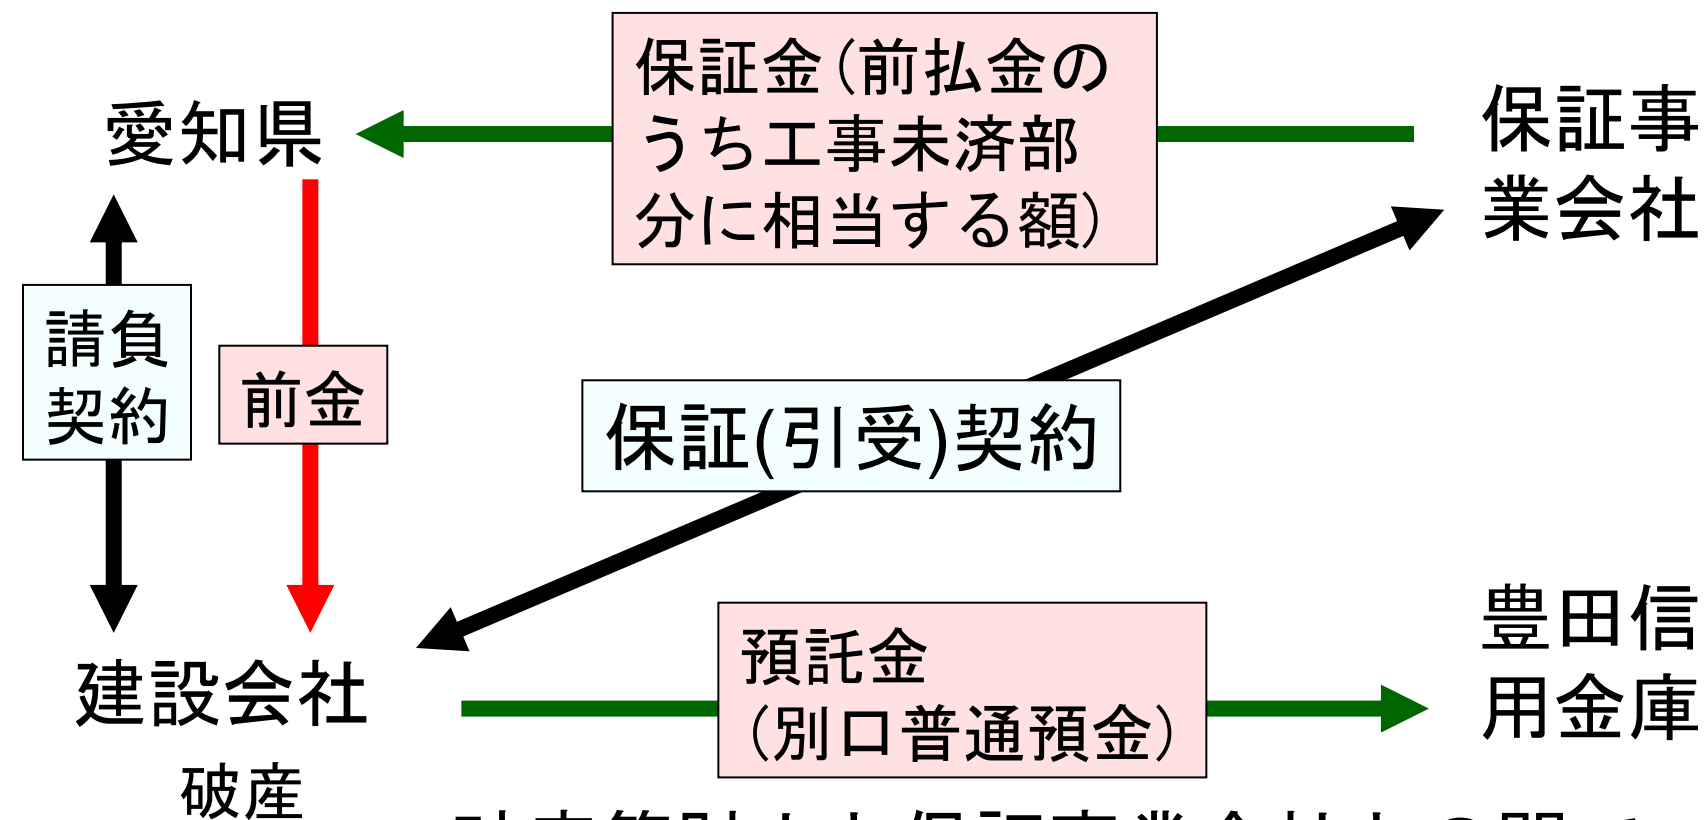 保証金（前払金の
うち工事未済部
分に相当する額）
愛知県
保証事
業会社
請負
契約
前金
保証(引受)契約
建設会社
破産
預託金
（別口普通預金）
豊田信
用金庫